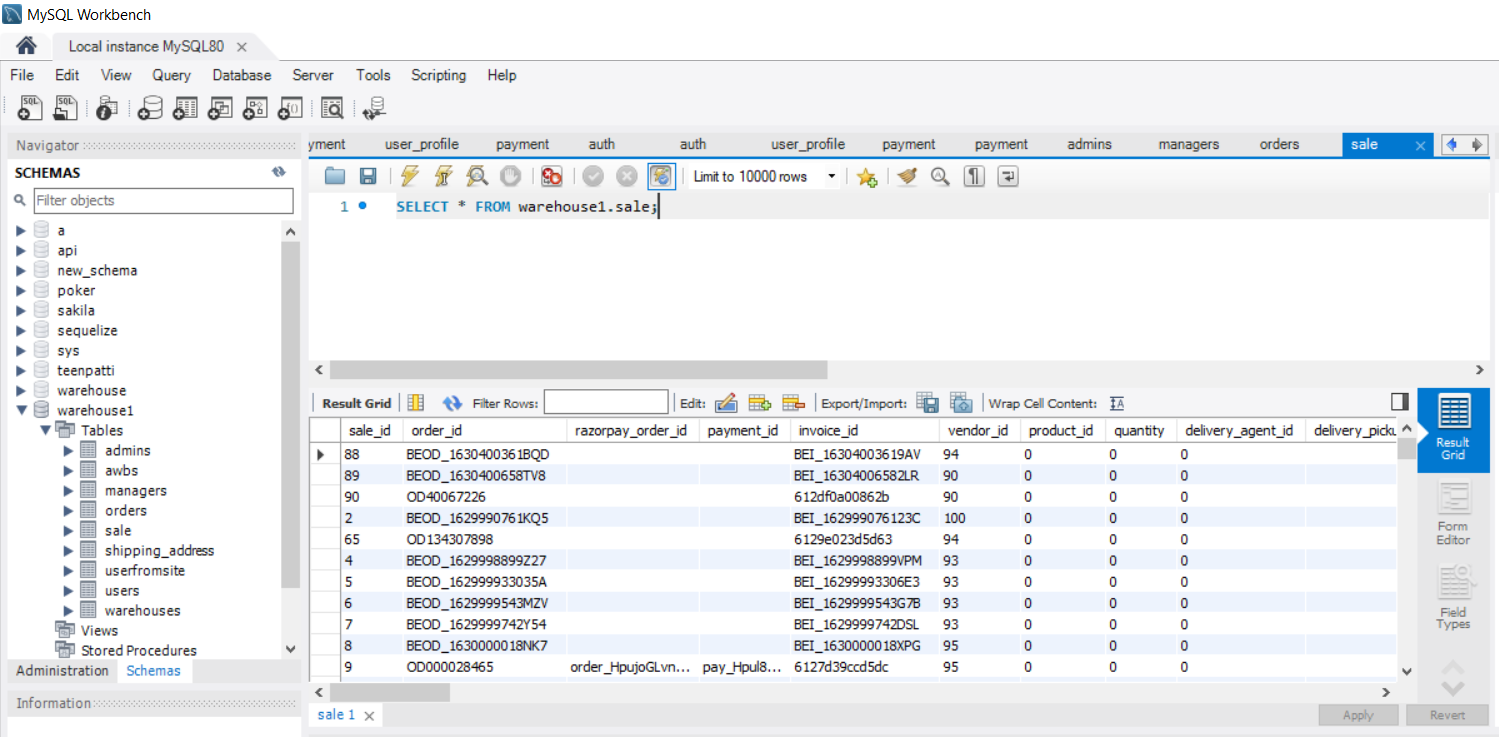 MySQL Workbench
Local instance MySQL80
File Edit View Query Database Server Tools Scripting Help
Navigator
SCHEMAS
Filter objects
a
api
new_schema
poker
sakila
sequelize
sys
teenpatti
warehouse
warehouse1
Tables
admins
awbs
managers
orders
sale
shipping_address
userfromsite
users
warehouses
Views
Stored Procedures
Administration Schemas
Information
yment user_profile payment auth auth user_profile payment payment admins managers orders sale
Limit to 10000 rows
1 SELECT * FROM warehouse1.sale;
Result Grid Filter Rows: Edit: Export/Import: Wrap Cell Content:
sale_id order_id razorpay_order_id payment_id invoice_id vendor_id product_id quantity delivery_agent_id delivery_picku
88 BEOD_1630400361BQD BEI_16304003619AV 94 0 0 0
89 BEOD_1630400658TV8 BEI_16304006582LR 90 0 0 0
90 OD40067226 612df0a00862b 90 0 0 0
2 BEOD_1629990761KQ5 BEI_162999076123C 100 0 0 0
65 OD134307898 6129e023d5d63 94 0 0 0
4 BEOD_1629998899Z27 BEI_1629998899VPM 93 0 0 0
5 BEOD_162999933035A BEI_16299993306E3 93 0 0 0
6 BEOD_1629999543MZV BEI_1629999543G7B 93 0 0 0
7 BEOD_1629999742Y54 BEI_1629999742DSL 93 0 0 0
8 BEOD_1630000018NK7 BEI_1630000018XPG 95 0 0 0
9 OD000028465 order_HpujoGLvn... pay_Hpul8... 6127d39ccd5dc 95 0 0 0
Result
Grid
Form
Editor
Field
Types
sale 1
Apply Revert